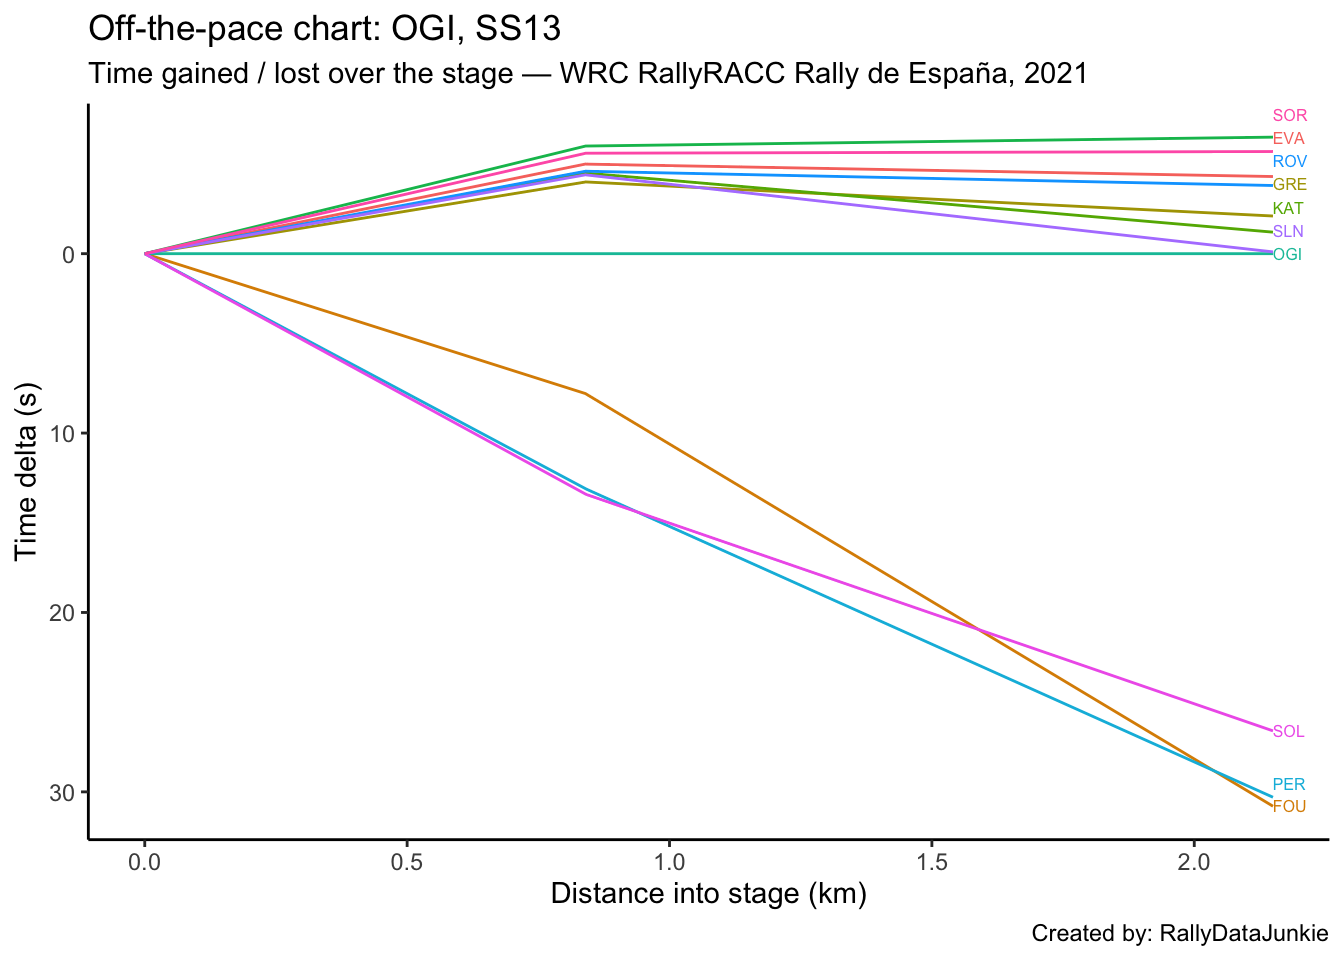 Off-the-pace chart: OGI, SS13
Time gained / lost over the stage — WRC RallyRACC Rally de España, 2021
SOR
EVA
ROV
GRE
KAT
SLN
OGI
SOL
PER
FOU
0
10
20
30
Time delta (s)
0.0 0.5 1.0 1.5 2.0
Distance into stage (km)
Created by: RallyDataJunkie